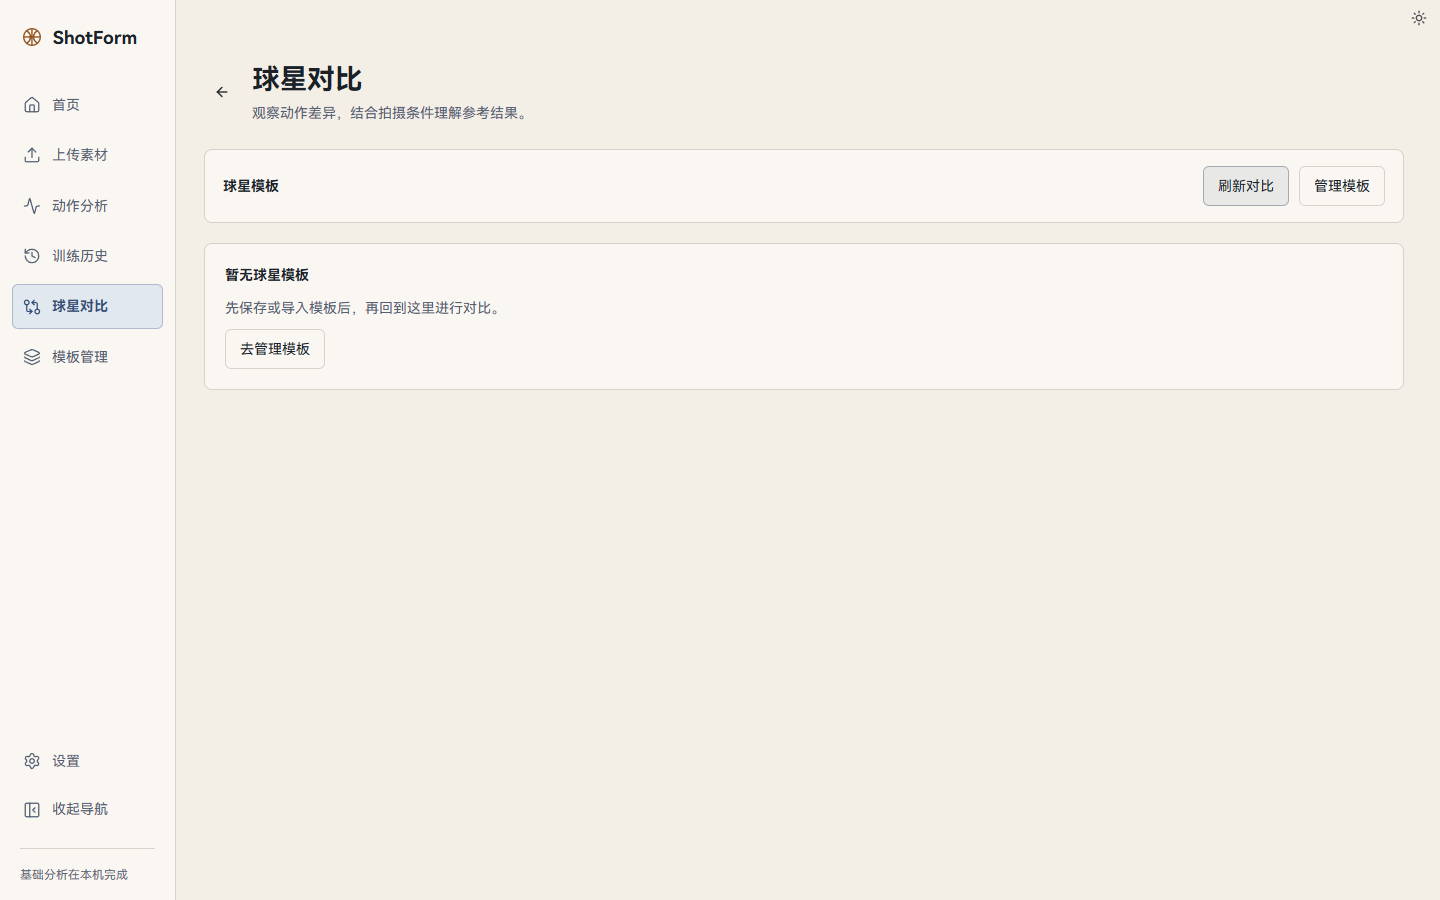 ShotForm
首页
上传素材
动作分析
训练历史
球星对比
模板管理
设置
收起导航
基础分析在本机完成
球星对比
观察动作差异，结合拍摄条件理解参考结果。
球星模板
刷新对比
管理模板
暂无球星模板
先保存或导入模板后，再回到这里进行对比。
去管理模板